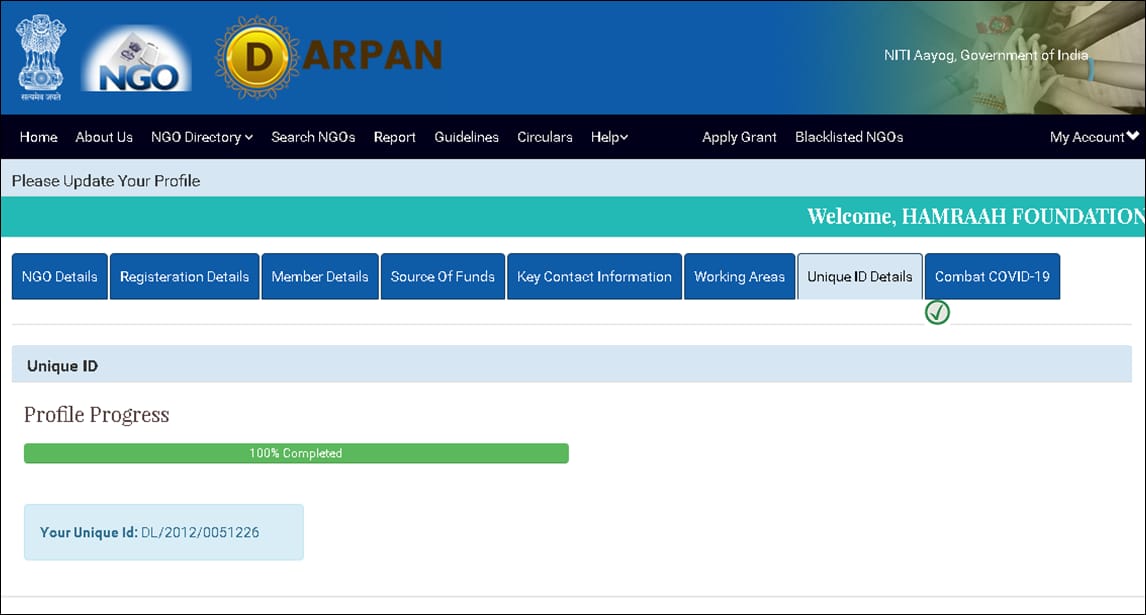 सत्यमेव जयते
NGO
DARPAN
NITI Aayog, Government of India
Home About Us NGO Directory Search NGOs Report Guidelines Circulars Help Apply Grant Blacklisted NGOs My Account
Please Update Your Profile
Welcome, HAMRAAH FOUNDATION
NGO Details Registeration Details Member Details Source Of Funds Key Contact Information Working Areas Unique ID Details Combat COVID-19
Unique ID
Profile Progress
100% Completed
Your Unique Id: DL/2012/0051226